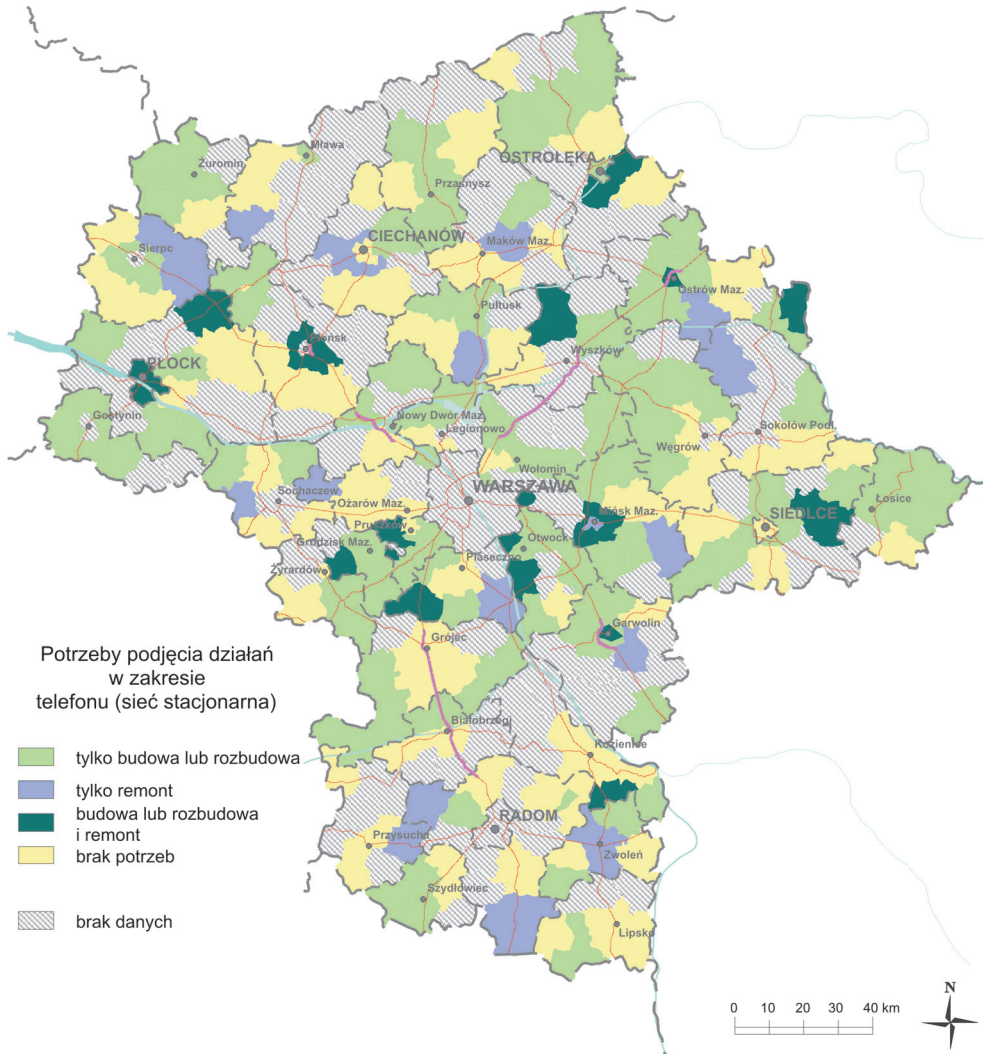 Mława
Żuromin
OSTROŁĘKA
Przasnysz
CIECHANÓW
Maków Maz.
Sierpc
Ostrów Maz.
Pułtusk
Płońsk
Wyszków
PŁOCK
Gostynin
Nowy Dwór Maz.
Legionowo
Sokołów Podl.
Węgrów
Wołomin
WARSZAWA
Sochaczew
Ożarów Maz.
Łosice
SIEDLCE
Mińsk Maz.
Pruszków
Grodzisk Maz.
Otwock
Piaseczno
Żyrardów
Garwolin
Grójec
Potrzeby podjęcia działań
w zakresie
telefonu (sieć stacjonarna)
Białobrzegi
Kozienice
tylko budowa lub rozbudowa
tylko remont
budowa lub rozbudowa
i remont
brak potrzeb
RADOM
Przysucha
Zwoleń
Szydłowiec
brak danych
Lipsko
N
0 10 20 40 km